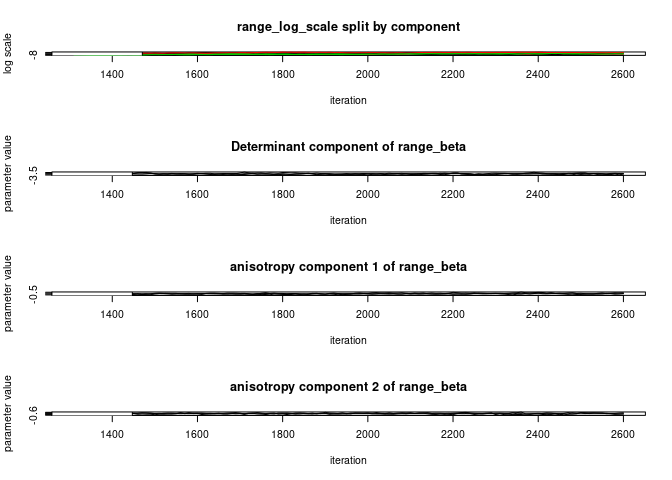 range_log_scale split by component
log scale
-8
1400 1600 1800 2000 2200 2400 2600
iteration
Determinant component of range_beta
parameter value
-3.5
1400 1600 1800 2000 2200 2400 2600
iteration
anisotropy component 1 of range_beta
parameter value
-0.5
1400 1600 1800 2000 2200 2400 2600
iteration
anisotropy component 2 of range_beta
parameter value
-0.6
1400 1600 1800 2000 2200 2400 2600
iteration